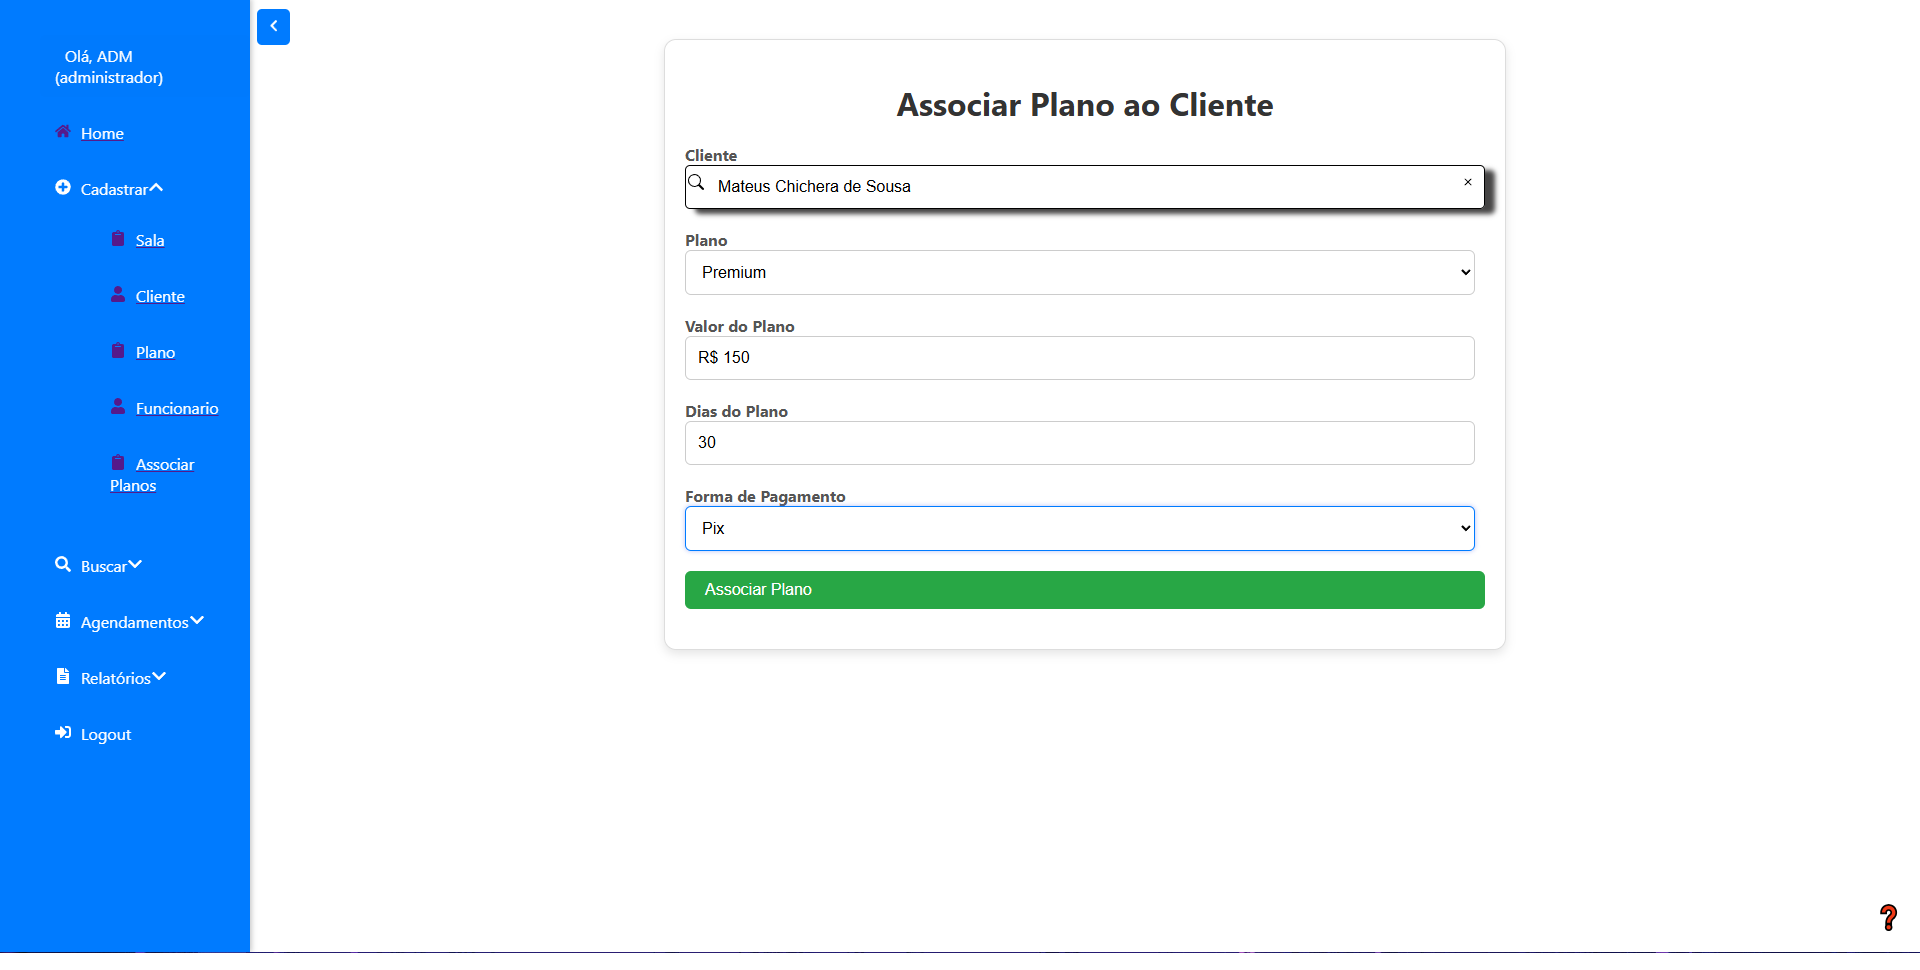 Olá, ADM
(administrador)
Home
Cadastrar
Sala
Cliente
Plano
Funcionario
Associar
Planos
Buscar
Agendamentos
Relatórios
Logout
Associar Plano ao Cliente
Cliente
Mateus Chichera de Sousa
×
Plano
Premium
Valor do Plano
R$ 150
Dias do Plano
30
Forma de Pagamento
Pix
Associar Plano
❓